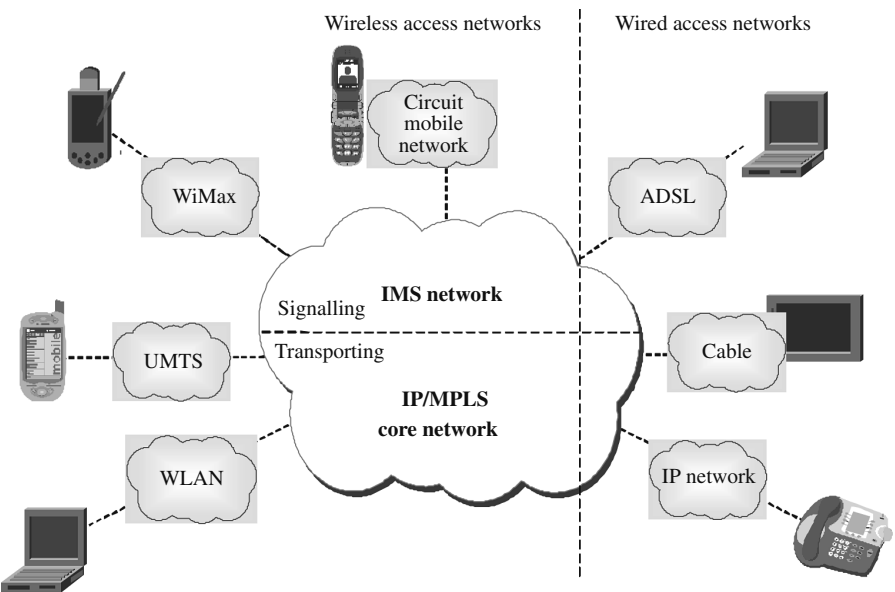 Wireless access networks
Wired access networks
Circuit
mobile
network
WiMax
ADSL
IMS network
Signalling
Transporting
UMTS
mobile
Cable
IP/MPLS
core network
WLAN
IP network